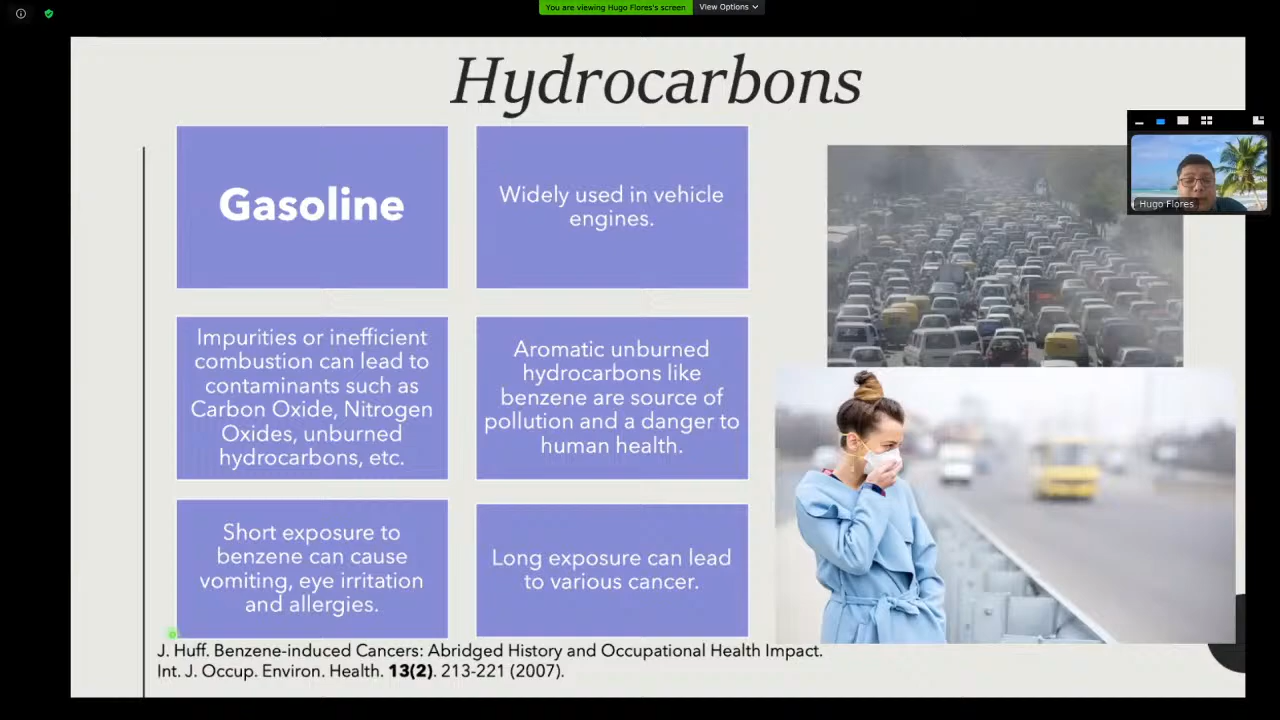 You are viewing Hugo Flores's screen
View Options
Hydrocarbons
Gasoline
Widely used in vehicle
engines.
Impurities or inefficient
combustion can lead to
contaminants such as
Carbon Oxide, Nitrogen
Oxides, unburned
hydrocarbons, etc.
Aromatic unburned
hydrocarbons like
benzene are source of
pollution and a danger to
human health.
Short exposure to
benzene can cause
vomiting, eye irritation
and allergies.
Long exposure can lead
to various cancer.
Hugo Flores
J. Huff. Benzene-induced Cancers: Abridged History and Occupational Health Impact.
Int. J. Occup. Environ. Health. 13(2). 213-221 (2007).